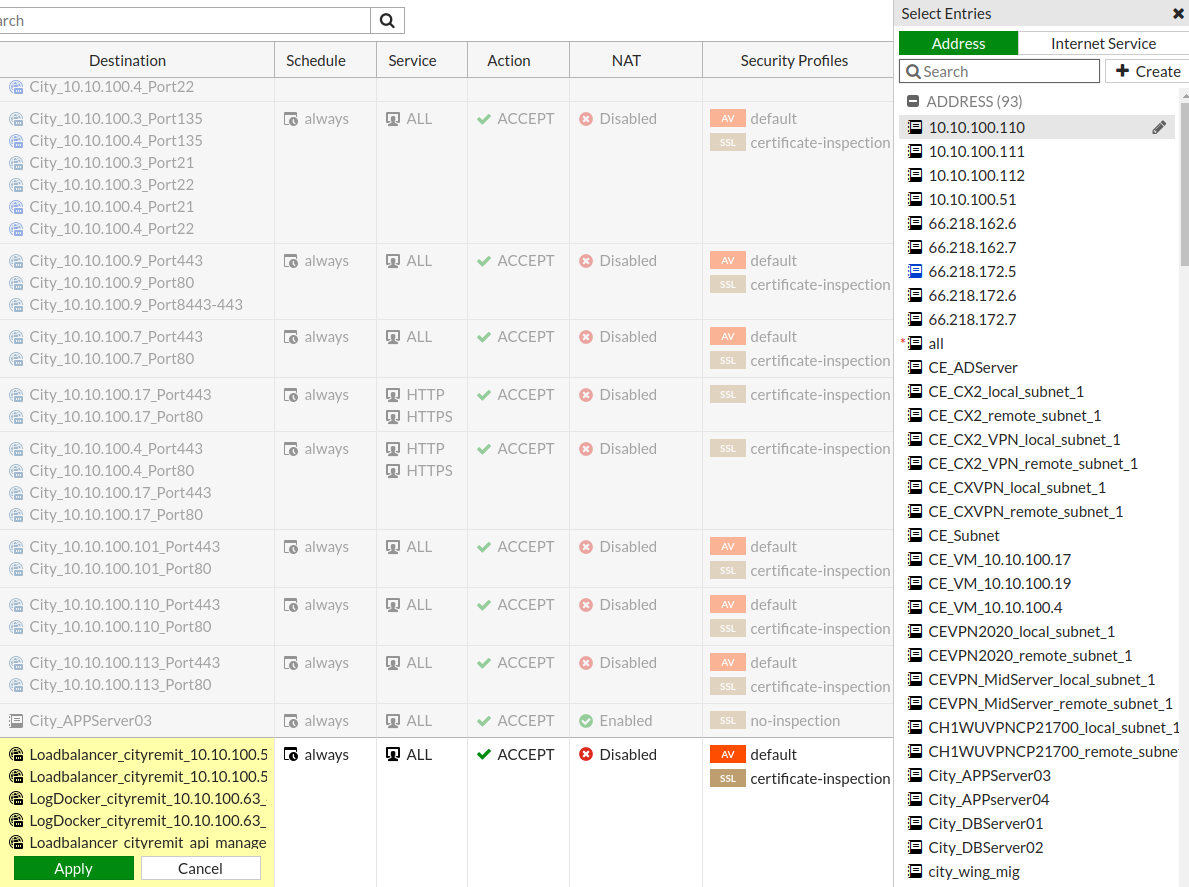 rch
Destination Schedule Service Action NAT Security Profiles
City_10.10.100.4_Port22
City_10.10.100.3_Port135 always ALL ACCEPT Disabled AV default
City_10.10.100.4_Port135 SSL certificate-inspection
City_10.10.100.3_Port21
City_10.10.100.3_Port22
City_10.10.100.4_Port21
City_10.10.100.4_Port22
City_10.10.100.9_Port443 always ALL ACCEPT Disabled AV default
City_10.10.100.9_Port80 SSL certificate-inspection
City_10.10.100.9_Port8443-443
City_10.10.100.7_Port443 always ALL ACCEPT Disabled AV default
City_10.10.100.7_Port80 SSL certificate-inspection
City_10.10.100.17_Port443 always HTTP ACCEPT Disabled SSL certificate-inspection
City_10.10.100.17_Port80 HTTPS
City_10.10.100.4_Port443 always HTTP ACCEPT Disabled SSL certificate-inspection
City_10.10.100.4_Port80 HTTPS
City_10.10.100.17_Port443
City_10.10.100.17_Port80
City_10.10.100.101_Port443 always ALL ACCEPT Disabled AV default
City_10.10.100.101_Port80 SSL certificate-inspection
City_10.10.100.110_Port443 always ALL ACCEPT Disabled AV default
City_10.10.100.110_Port80 SSL certificate-inspection
City_10.10.100.113_Port443 always ALL ACCEPT Disabled AV default
City_10.10.100.113_Port80 SSL certificate-inspection
City_APPServer03 always ALL ACCEPT Enabled SSL no-inspection
Loadbalancer_cityremit_10.10.100.5 always ALL ACCEPT Disabled AV default
Loadbalancer_cityremit_10.10.100.5 SSL certificate-inspection
LogDocker_cityremit_10.10.100.63_
LogDocker_cityremit_10.10.100.63_
Loadbalancer_cityremit_api_manage
Apply Cancel
Select Entries
Address Internet Service
Search Create
ADDRESS (93)
10.10.100.110
10.10.100.111
10.10.100.112
10.10.100.51
66.218.162.6
66.218.162.7
66.218.172.5
66.218.172.6
66.218.172.7
* all
CE_ADServer
CE_CX2_local_subnet_1
CE_CX2_remote_subnet_1
CE_CX2_VPN_local_subnet_1
CE_CX2_VPN_remote_subnet_1
CE_CXVPN_local_subnet_1
CE_CXVPN_remote_subnet_1
CE_Subnet
CE_VM_10.10.100.17
CE_VM_10.10.100.19
CE_VM_10.10.100.4
CEVPN2020_local_subnet_1
CEVPN2020_remote_subnet_1
CEVPN_MidServer_local_subnet_1
CEVPN_MidServer_remote_subnet_1
CH1WUVPNCP21700_local_subnet_1
CH1WUVPNCP21700_remote_subne
City_APPServer03
City_APPserver04
City_DBServer01
City_DBServer02
city_wing_mig